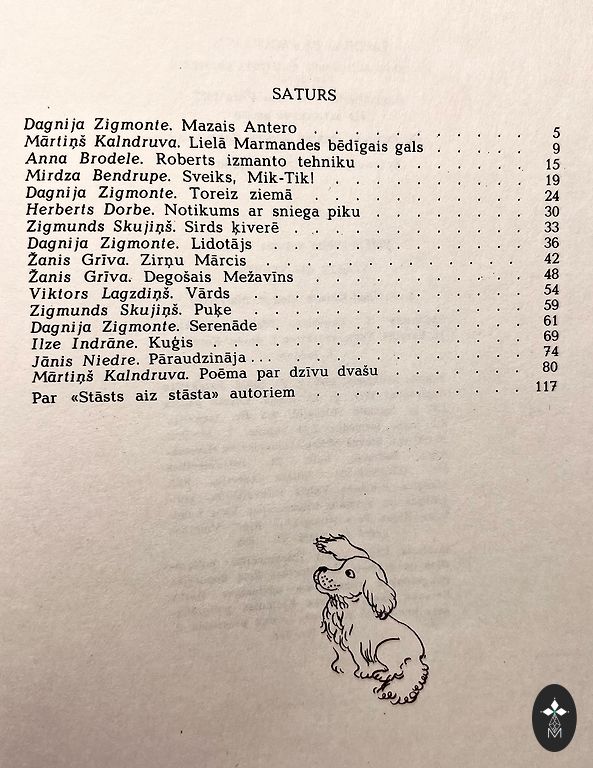 SATURS
Dagnija Zigmonte. Mazais Antero . . . . . . . . . . . 5
Mārtiņš Kalndruva. Lielā Marmandes bēdīgais gals . . . . . 9
Anna Brodele. Roberts izmanto tehniku . . . . . . . . . 15
Mirdza Bendrupe. Sveiks, Mik-Tik! . . . . . . . . . . 19
Dagnija Zigmonte. Toreiz ziemā . . . . . . . . . . . 24
Herberts Dorbe. Notikums ar sniega piku . . . . . . . . 30
Zigmunds Skujiņš. Sirds ķiverē . . . . . . . . . . . 33
Dagnija Zigmonte. Lidotājs . . . . . . . . . . . . . 36
Žanis Grīva. Zirņu Mārcis . . . . . . . . . . . . . 42
Žanis Grīva. Degošais Mežavīns . . . . . . . . . . . 48
Viktors Lagzdiņš. Vārds . . . . . . . . . . . . . 54
Zigmunds Skujiņš. Puķe . . . . . . . . . . . . . 59
Dagnija Zigmonte. Serenāde . . . . . . . . . . . . 61
Ilze Indrāne. Kuģis . . . . . . . . . . . . . . . 69
Jānis Niedre. Pāraudzināja . . . . . . . . . . . . . 74
Mārtiņš Kalndruva. Poēma par dzīvu dvašu . . . . . . . 80
Par «Stāsts aiz stāsta» autoriem . . . . . . . . . . . 117
M